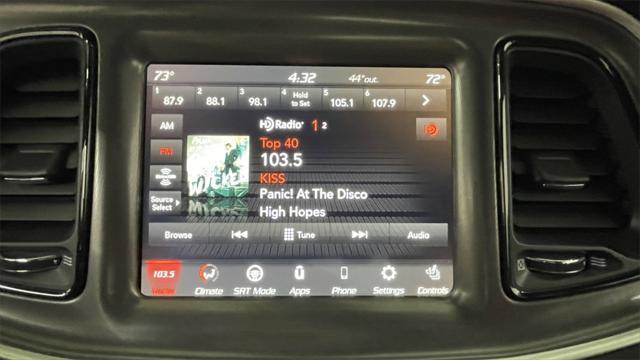 73° 4:32 44°out. 72°
1 87.9 2 88.1 3 98.1 4 Hold to Set 5 105.1 6 107.9
AM
HD Radio 1 2
FM
Top 40
103.5
KISS
Source Select
Panic! At The Disco
High Hopes
WICKED
Browse Tune Audio
103.5
Radio Climate SRT Mode Apps Phone Settings Controls